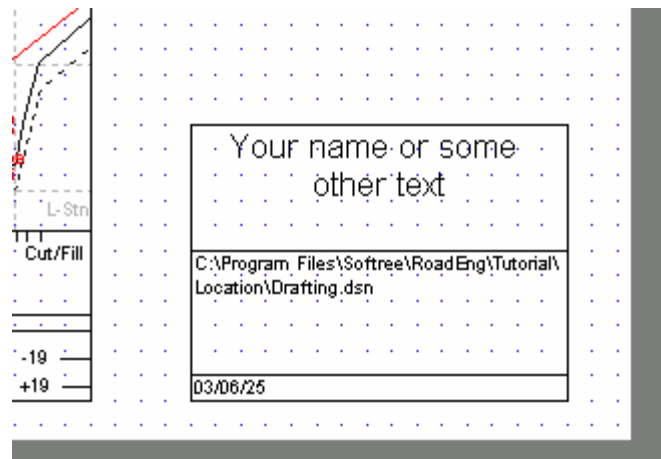 L-Stn
Cut/Fill
-19
+19
Your name or some
other text
C:\Program Files\Softree\RoadEng\Tutorial\
Location\Drafting.dsn
03/06/25